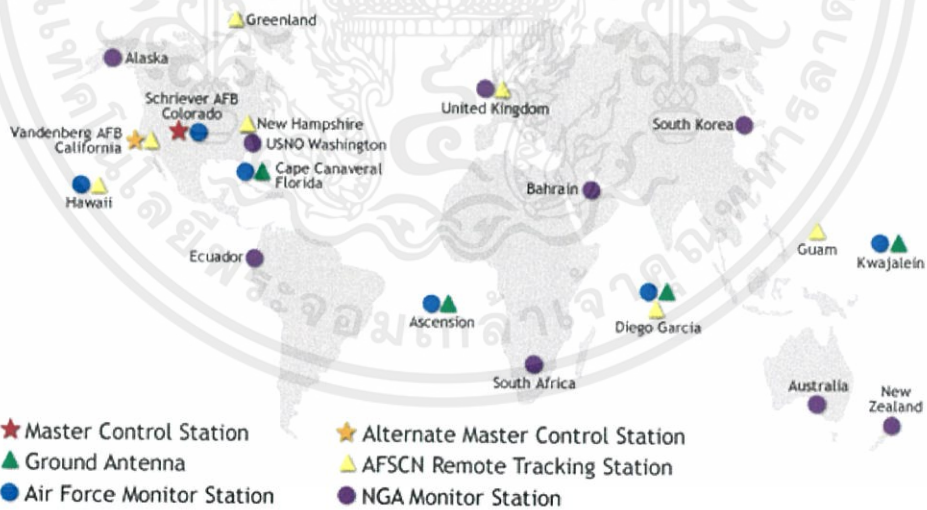 Greenland
Alaska
Schriever AFB
Colorado
Vandenberg AFB
California
New Hampshire
USNO Washington
Cape Canaveral
Florida
Hawaii
United Kingdom
South Korea
Bahrain
Ecuador
Guam
Kwajalein
Ascension
Diego Garcia
South Africa
Australia
New
Zealand
Master Control Station
Alternate Master Control Station
Ground Antenna
AFSCN Remote Tracking Station
Air Force Monitor Station
NGA Monitor Station